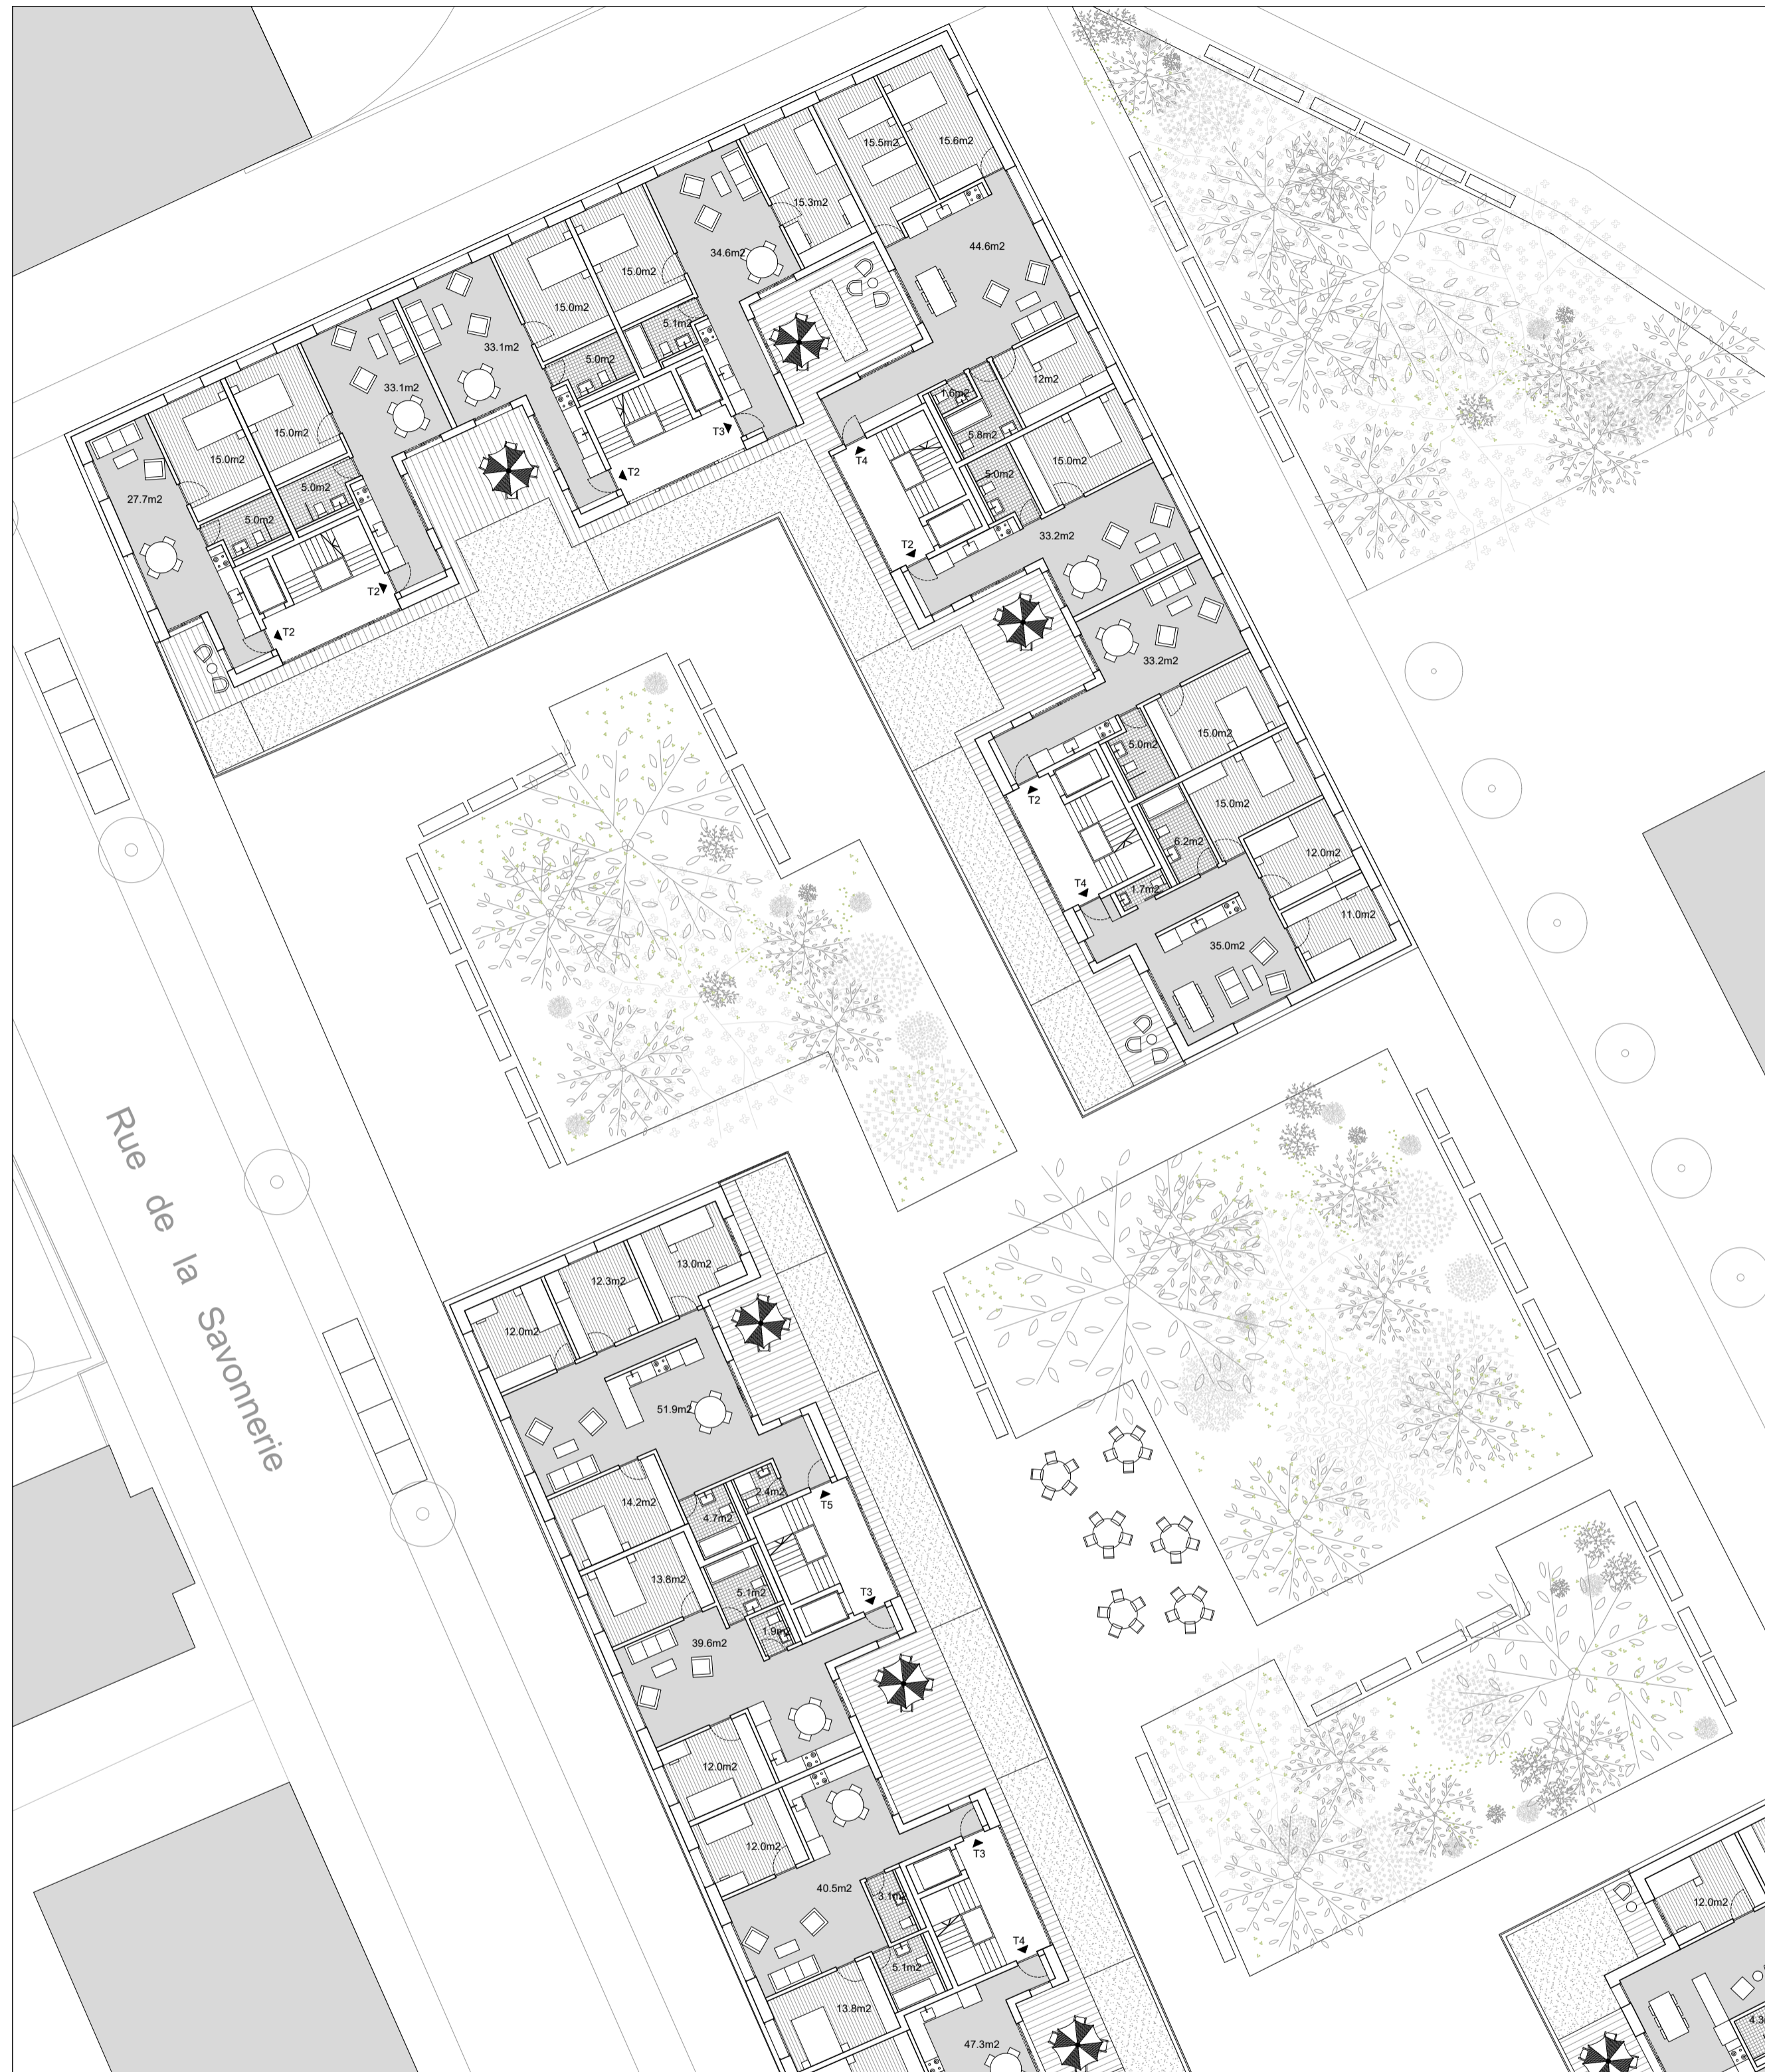 15.5m2
15.6m2
15.3m2
44.6m2
34.6m2
15.0m2
15.0m2
5.1m2
33.1m2
5.0m2
33.1m2
1.6m2
12m2
T3
5.8m2
15.0m2
15.0m2
T4
15.0m2
T2
5.0m2
5.0m2
27.7m2
5.0m2
33.2m2
T2
T2
T2
33.2m2
15.0m2
5.0m2
T2
15.0m2
6.2m2
12.0m2
T4
1.7m2
11.0m2
35.0m2
Rue de la Savonnerie
13.0m2
12.3m2
12.0m2
51.9m2
2.4m2
14.2m2
T5
4.7m2
13.8m2
5.1m2
T3
1.9m2
39.6m2
12.0m2
12.0m2
T3
40.5m2
3.1m2
12.0m2
T4
5.1m2
13.8m2
47.3m2